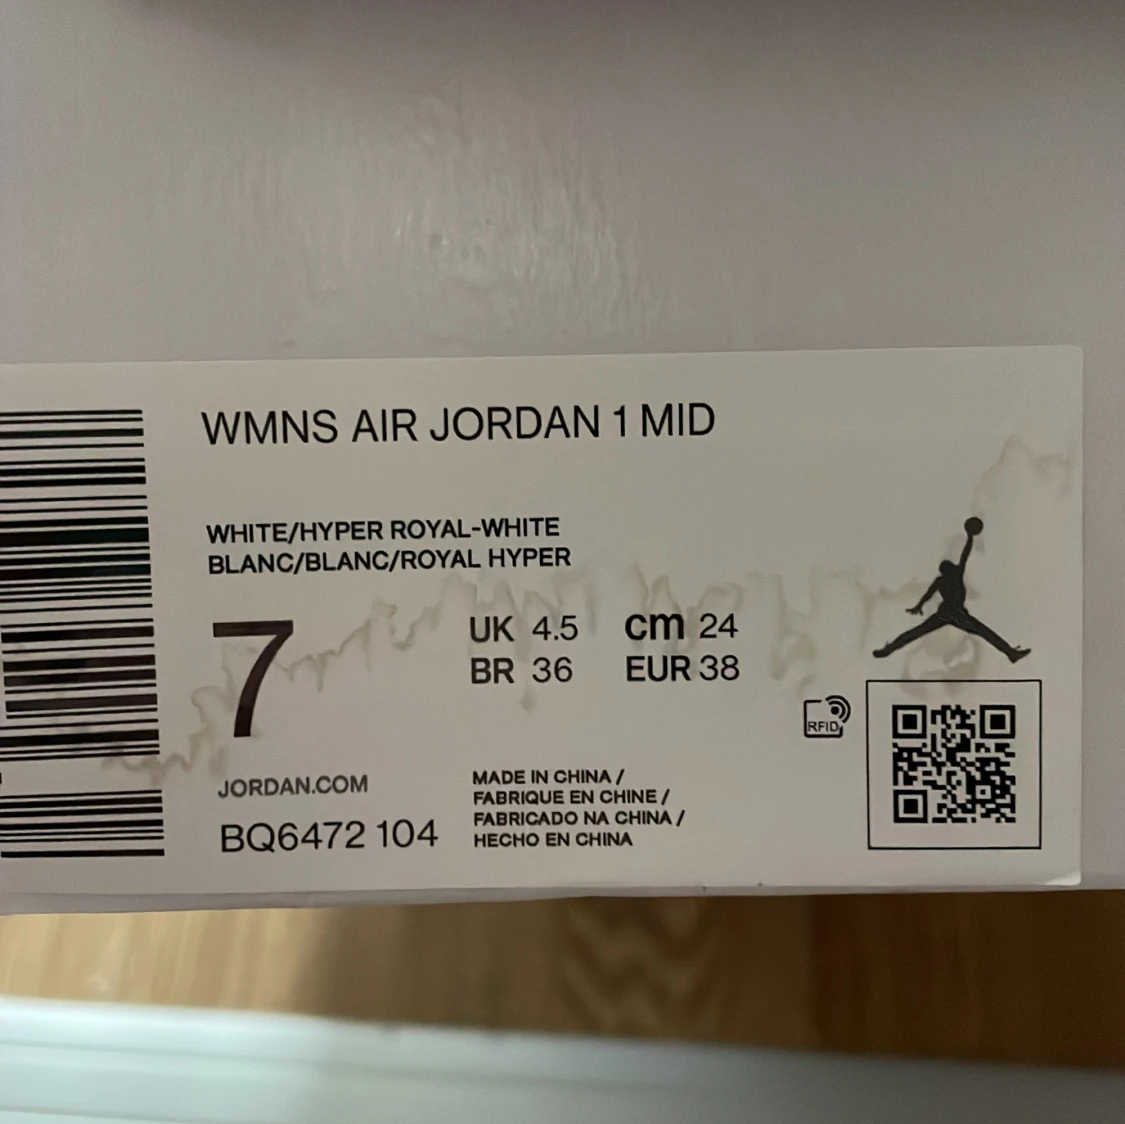 WMNS AIR JORDAN 1 MID
WHITE/HYPER ROYAL-WHITE
BLANC/BLANC/ROYAL HYPER
7
UK 4.5 cm 24
BR 36 EUR 38
RFID
JORDAN.COM
BQ6472 104
MADE IN CHINA /
FABRIQUE EN CHINE /
FABRICADO NA CHINA /
HECHO EN CHINA